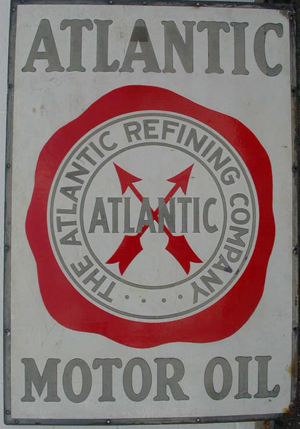 ATLANTIC
THE ATLANTIC REFINING COMPANY
ATLANTIC
MOTOR OIL